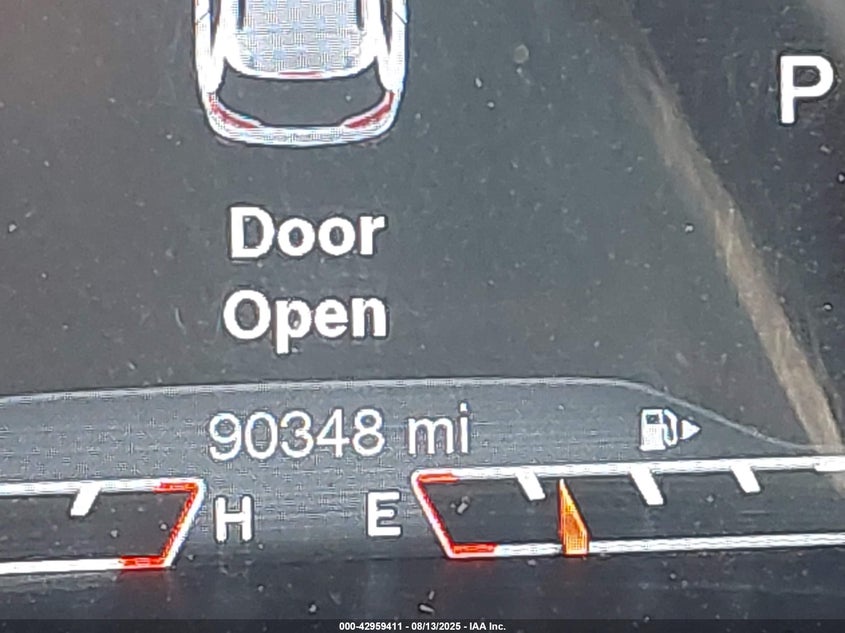 P
Door
Open
90348 mi
H E
000-42959411 - 08/13/2025 - IAA Inc.